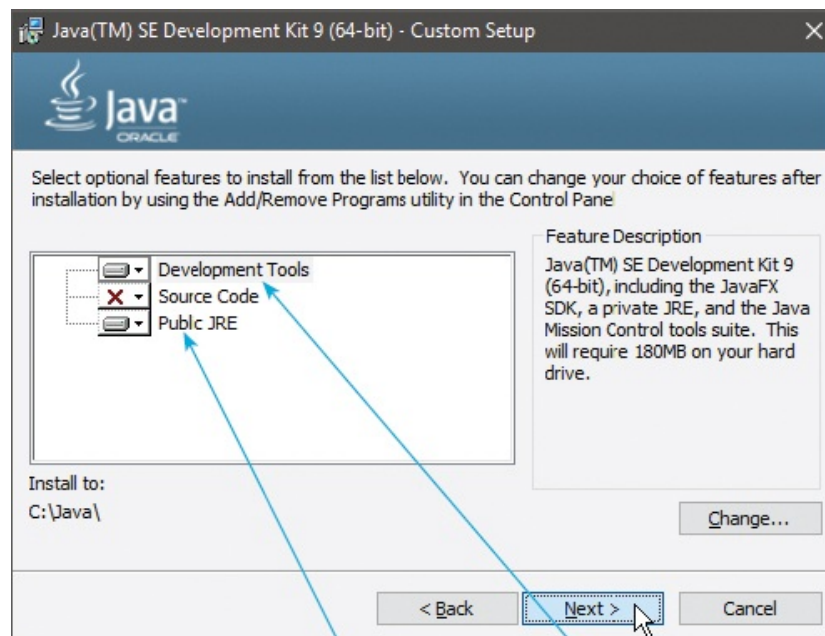 Java(TM) SE Development Kit 9 (64-bit) - Custom Setup
Java™
ORACLE
Select optional features to install from the list below. You can change your choice of features after
installation by using the Add/Remove Programs utility in the Control Panel
Development Tools
Source Code
Publc JRE
Feature Description
Java(TM) SE Development Kit 9
(64-bit), including the JavaFX
SDK, a private JRE, and the Java
Mission Control tools suite. This
will require 180MB on your hard
drive.
Install to:
C:\Java\
Change...
< Back
Next >
Cancel